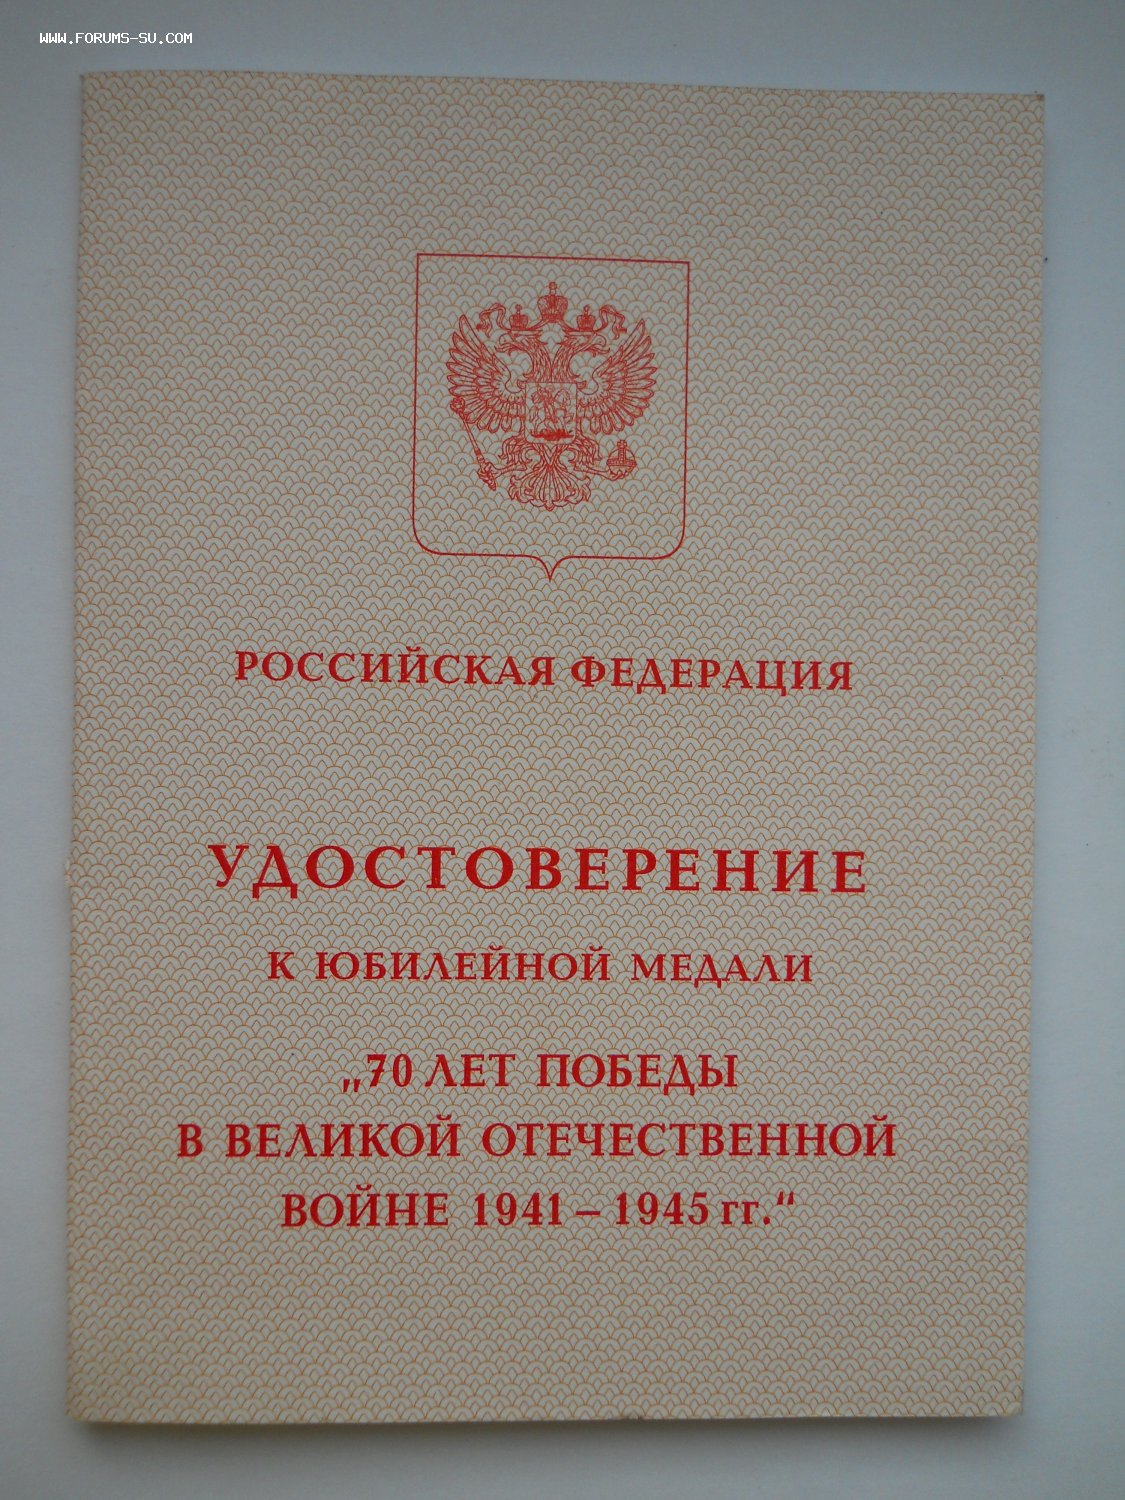 WWW.FORUMS-SU.COM
РОССИЙСКАЯ ФЕДЕРАЦИЯ
УДОСТОВЕРЕНИЕ
К ЮБИЛЕЙНОЙ МЕДАЛИ
„70 ЛЕТ ПОБЕДЫ
В ВЕЛИКОЙ ОТЕЧЕСТВЕННОЙ
ВОЙНЕ 1941 – 1945 гг.“